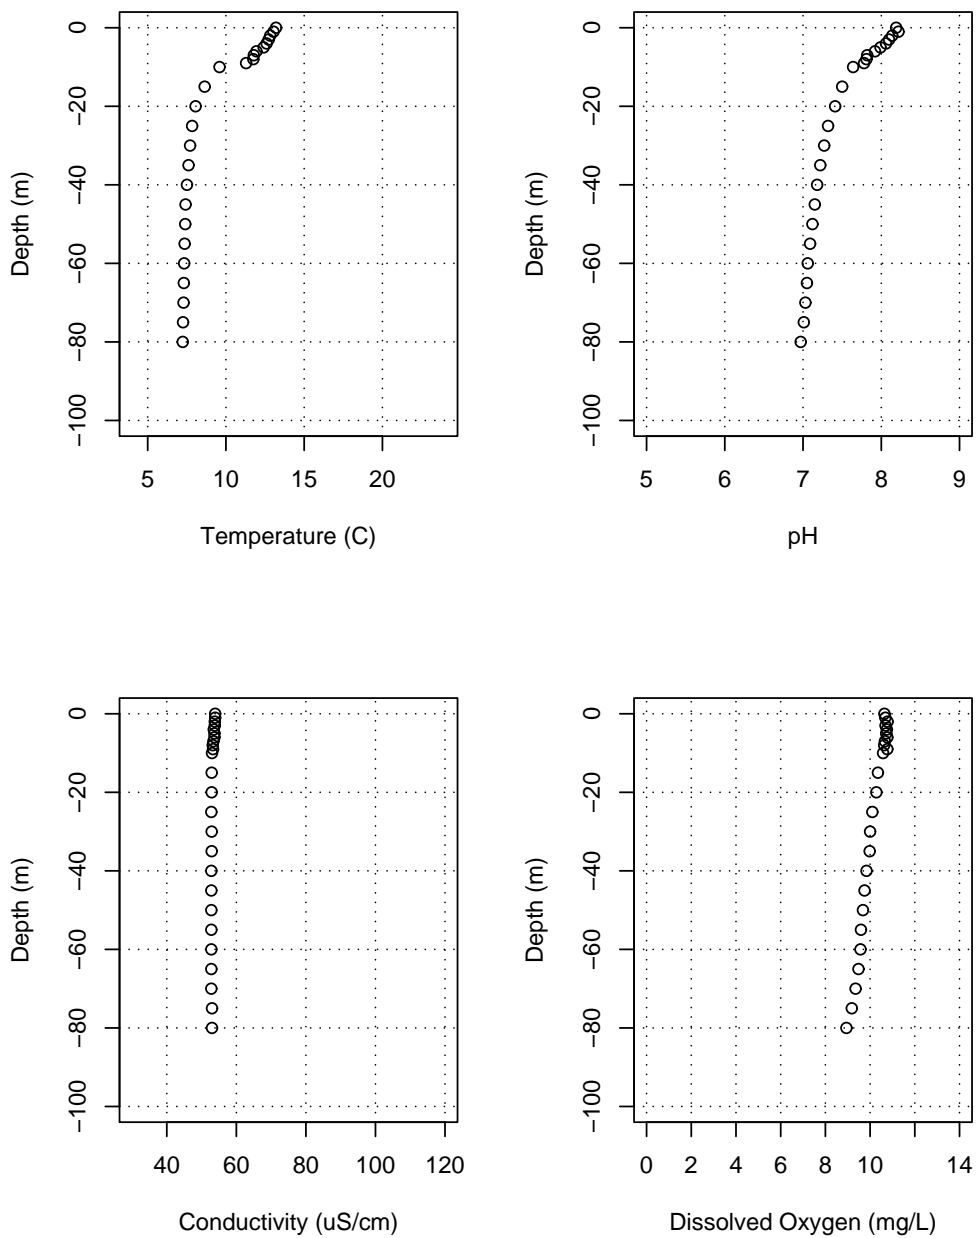 0
−20
−40
−60
−80
−100
Depth (m)
5 10 15 20
Temperature (C)
0
−20
−40
−60
−80
−100
Depth (m)
5 6 7 8 9
pH
0
−20
−40
−60
−80
−100
Depth (m)
40 60 80 100 120
Conductivity (uS/cm)
0
−20
−40
−60
−80
−100
Depth (m)
0 2 4 6 8 10 14
Dissolved Oxygen (mg/L)